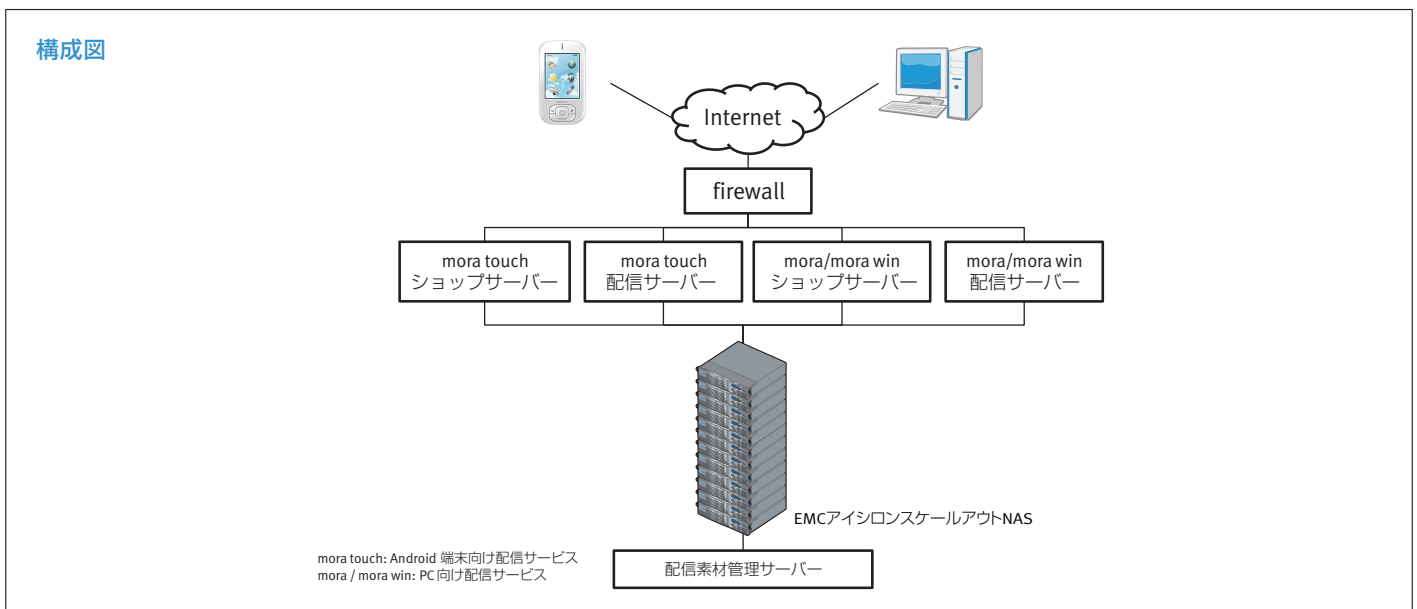 構成図
Internet
firewall
mora touch
ショップサーバー
mora touch
配信サーバー
mora/mora win
ショップサーバー
mora/mora win
配信サーバー
EMCアイシロンスケールアウトNAS
mora touch: Android 端末向け配信サービス
mora / mora win: PC 向け配信サービス
配信素材管理サーバー